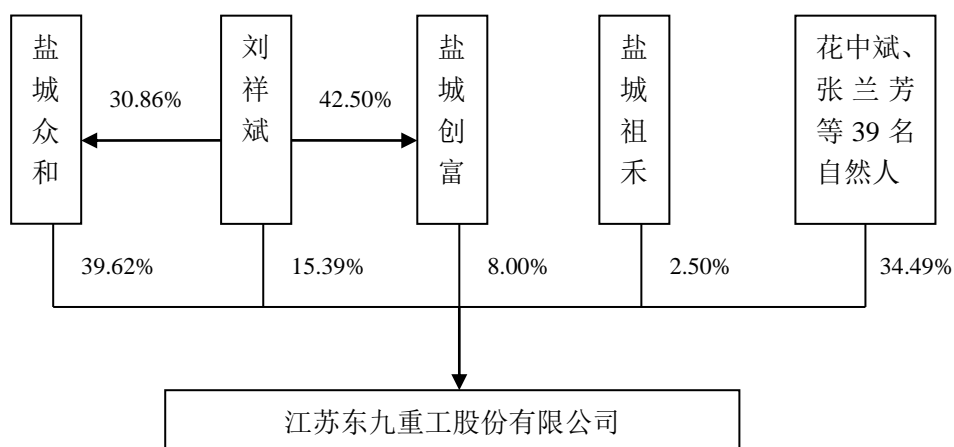 盐城众和
30.86%
刘祥斌
42.50%
盐城创富
盐城祖禾
花中斌、
张兰芳
等 39 名
自然人
39.62%
15.39%
8.00%
2.50%
34.49%
江苏东九重工股份有限公司